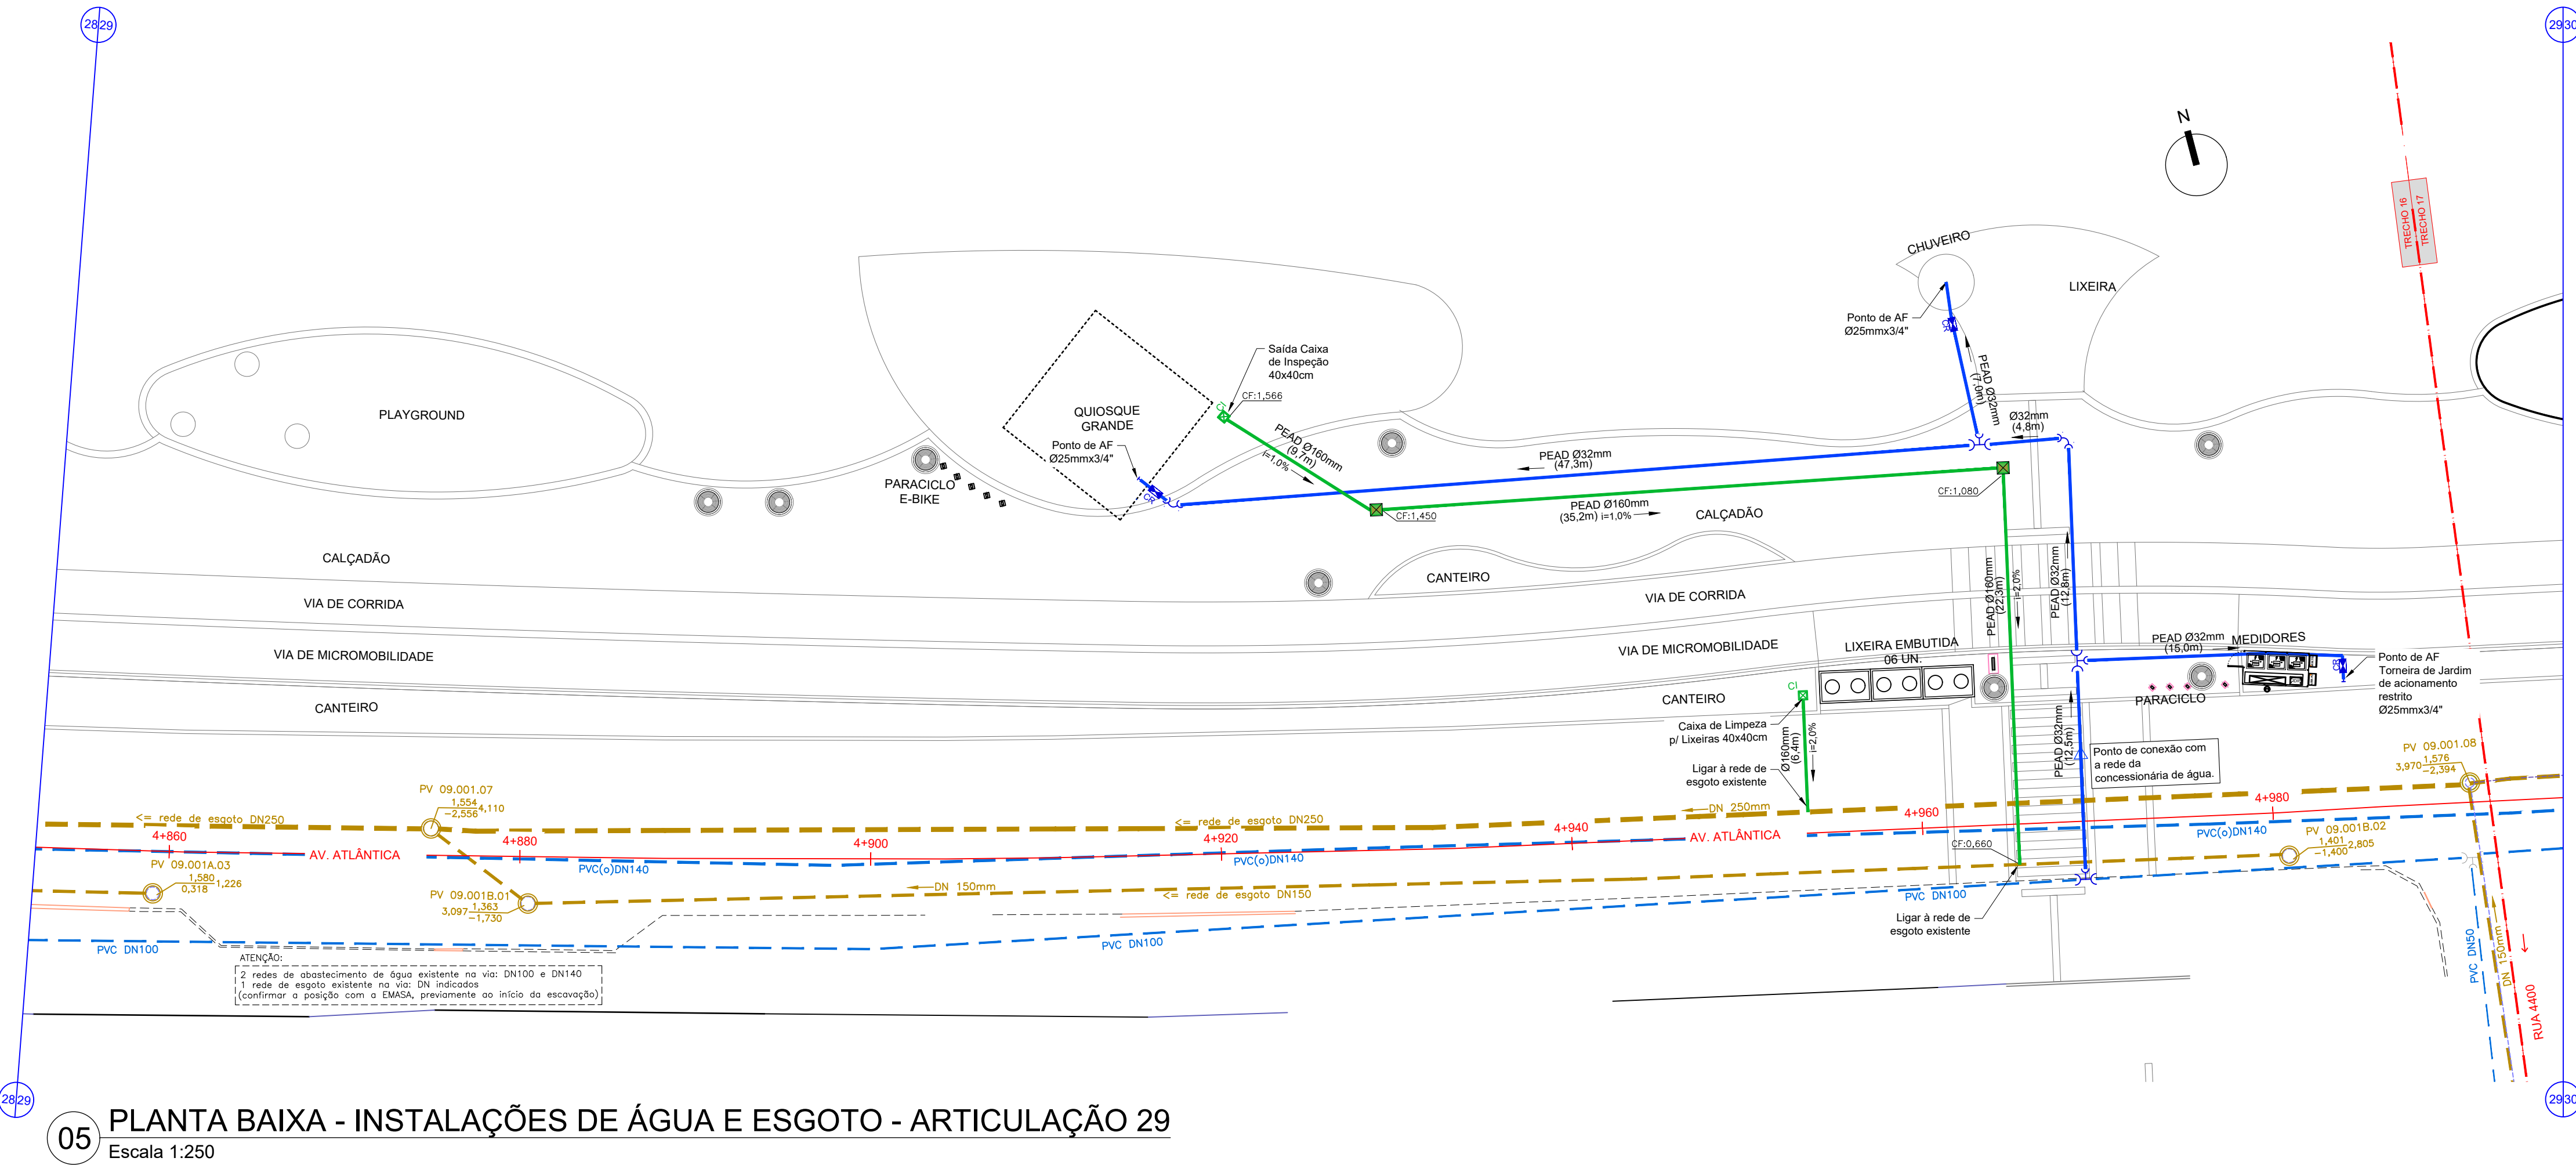 28 29
29 30
N
TRECHO 16
TRECHO 17
CHUVEIRO
LIXEIRA
Ponto de AF
Ø25mmx3/4"
CR
PEAD Ø32mm
(7,0m)
Saída Caixa
de Inspeção
40x40cm
CI
CF:1,566
PLAYGROUND
QUIOSQUE
GRANDE
Ponto de AF
Ø25mmx3/4"
CR
PEAD Ø160mm
(9,7m)
i=1,0%
Ø32mm
(4,8m)
PEAD Ø32mm
(47,3m)
PARACICLO
E-BIKE
CF:1,080
CF:1,450
PEAD Ø160mm
(35,2m) i=1,0%
CALÇADÃO
CALÇADÃO
CANTEIRO
VIA DE CORRIDA
VIA DE CORRIDA
PEAD Ø160mm
(22,3m)
i=2,0%
PEAD Ø32mm
(12,8m)
VIA DE MICROMOBILIDADE
VIA DE MICROMOBILIDADE
LIXEIRA EMBUTIDA
06 UN.
PEAD Ø32mm
(15,0m)
MEDIDORES
CR
Ponto de AF
Torneira de Jardim
de acionamento
restrito
Ø25mmx3/4"
CANTEIRO
CANTEIRO
CI
PARACICLO
Caixa de Limpeza
p/ Lixeiras 40x40cm
Ø160mm
(6,4m)
i=2,0%
Ligar à rede de
esgoto existente
PEAD Ø32mm
(12,5m)
Ponto de conexão com
a rede da
concessionária de água.
PV 09.001.08
3,970 1,576
-2,394
PV 09.001.07
1,554
-2,556 4,110
<= rede de esgoto DN250
<= rede de esgoto DN250
DN 250mm
4+860
4+880
4+900
4+920
4+940
4+960
4+980
AV. ATLÂNTICA
AV. ATLÂNTICA
PVC(o)DN140
PVC(o)DN140
PVC(o)DN140
PV 09.001B.02
1,401
-1,400 2,805
CF:0,660
PV 09.001A.03
1,580
0,318 1,226
PV 09.001B.01
3,097 1,363
-1,730
DN 150mm
<= rede de esgoto DN150
PVC DN100
PVC DN100
PVC DN100
Ligar à rede de
esgoto existente
PVC DN50
DN 150mm
RUA 4400
ATENÇÃO:
2 redes de abastecimento de água existente na via: DN100 e DN140
1 rede de esgoto existente na via: DN indicados
(confirmar a posição com a EMASA, previamente ao início da escavação)
28 29
29 30
05 PLANTA BAIXA - INSTALAÇÕES DE ÁGUA E ESGOTO - ARTICULAÇÃO 29
Escala 1:250